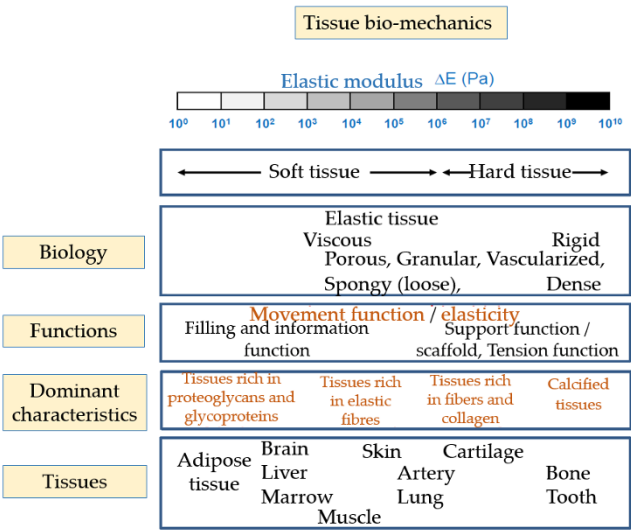 Tissue bio-mechanics
Elastic modulus ΔE (Pa)
10⁰ 10¹ 10² 10³ 10⁴ 10⁵ 10⁶ 10⁷ 10⁸ 10⁹ 10¹⁰
Soft tissue Hard tissue
Biology
Elastic tissue
Viscous Rigid
Porous, Granular, Vascularized,
Spongy (loose), Dense
Functions
Movement function / elasticity
Filling and information Support function /
function scaffold, Tension function
Dominant
characteristics
Tissues rich in
proteoglycans and
glycoproteins
Tissues rich
in elastic
fibres
Tissues rich
in fibers and
collagen
Calcified
tissues
Tissues
Adipose
tissue
Brain Skin Cartilage
Liver Artery Bone
Marrow Lung Tooth
Muscle